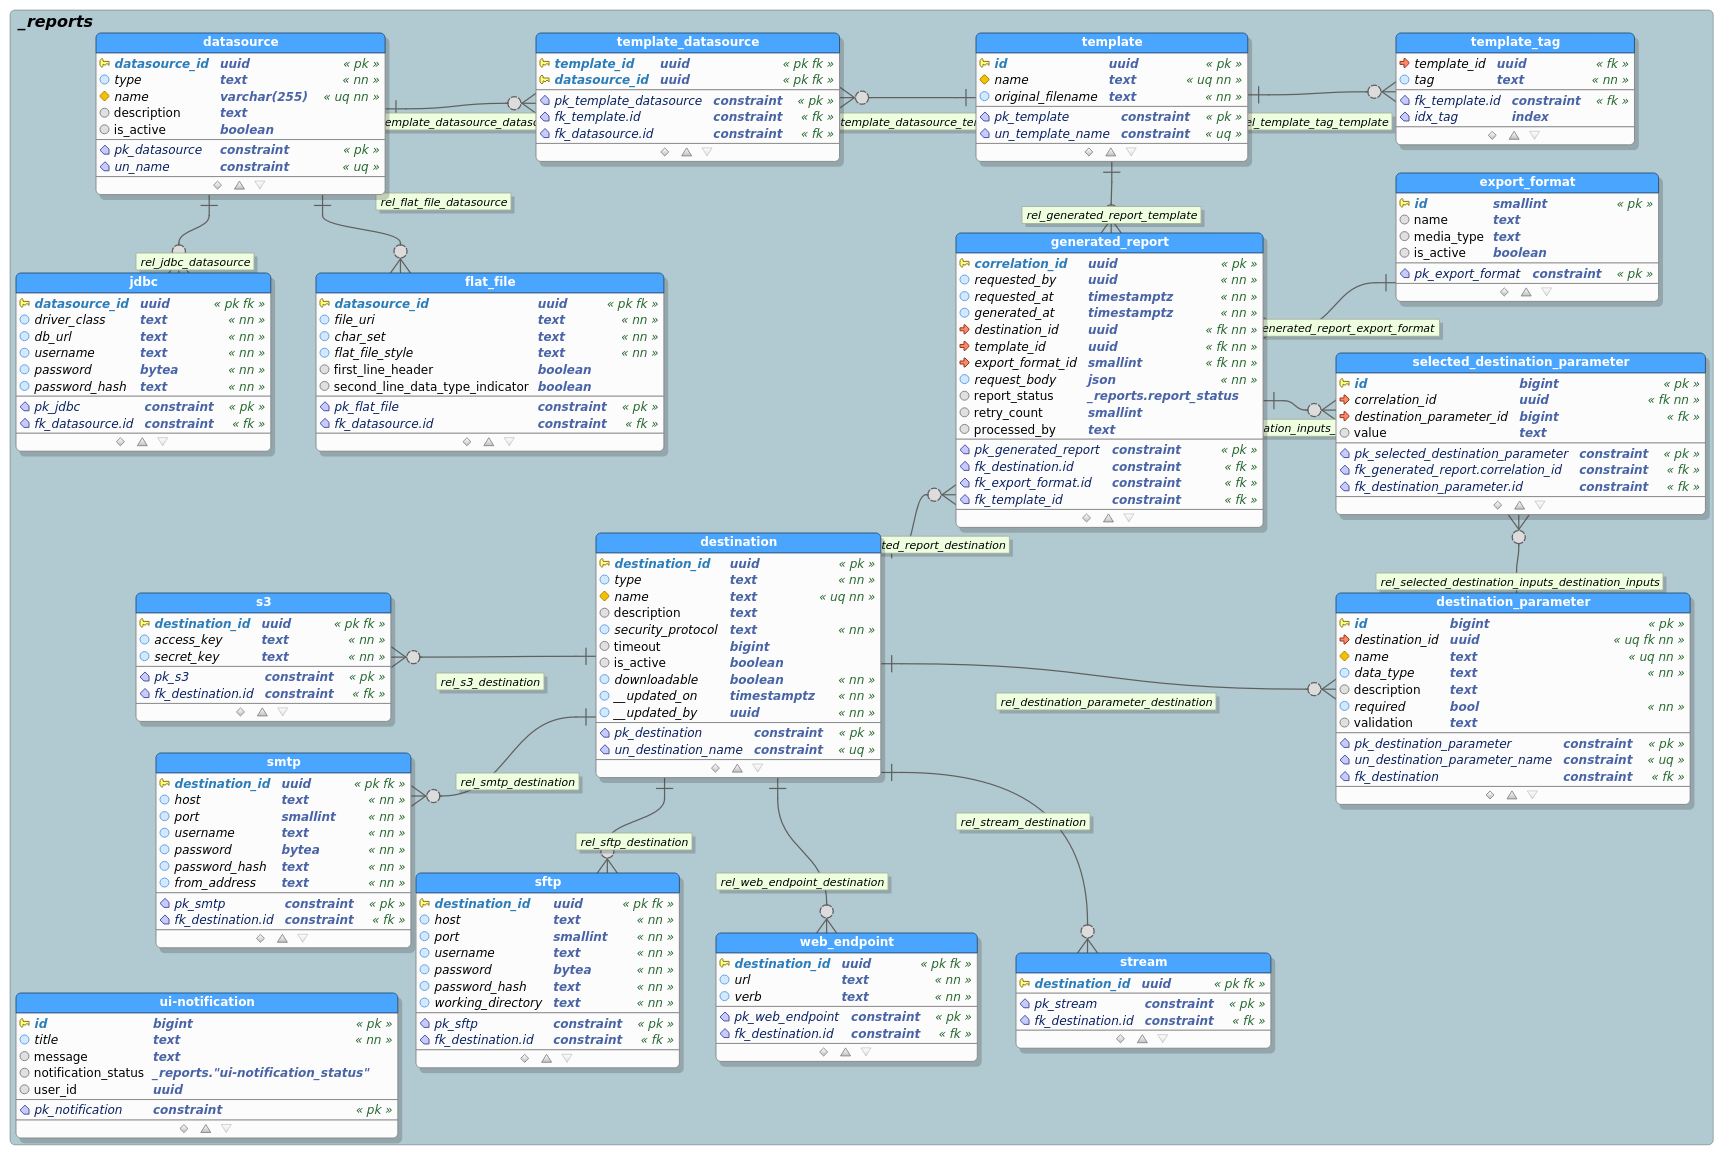 _reports
datasource
datasource_id uuid « pk »
type text « nn »
name varchar(255) « uq nn »
description text
is_active boolean
pk_datasource constraint « pk »
un_name constraint « uq »
template_datasource
template_id uuid « pk fk »
datasource_id uuid « pk fk »
pk_template_datasource constraint « pk »
fk_template.id constraint « fk »
fk_datasource.id constraint « fk »
template
id uuid « pk »
name text « uq nn »
original_filename text « nn »
pk_template constraint « pk »
un_template_name constraint « uq »
template_tag
template_id uuid « fk »
tag text « nn »
fk_template.id constraint « fk »
idx_tag index
emplate_datasource_datasc
template_datasource_ter
el_template_tag_template
rel_flat_file_datasource
rel_jdbc_datasource
rel_generated_report_template
export_format
id smallint « pk »
name text
media_type text
is_active boolean
pk_export_format constraint « pk »
jdbc
datasource_id uuid « pk fk »
driver_class text « nn »
db_url text « nn »
username text « nn »
password bytea « nn »
password_hash text « nn »
pk_jdbc constraint « pk »
fk_datasource.id constraint « fk »
flat_file
datasource_id uuid « pk fk »
file_uri text « nn »
char_set text « nn »
flat_file_style text « nn »
first_line_header boolean
second_line_data_type_indicator boolean
pk_flat_file constraint « pk »
fk_datasource.id constraint « fk »
generated_report
correlation_id uuid « pk »
requested_by uuid « nn »
requested_at timestamptz « nn »
generated_at timestamptz « nn »
destination_id uuid « fk nn »
template_id uuid « fk nn »
export_format_id smallint « fk nn »
request_body json « nn »
report_status _reports.report_status
retry_count smallint
processed_by text
pk_generated_report constraint « pk »
fk_destination.id constraint « fk »
fk_export_format.id constraint « fk »
fk_template_id constraint « fk »
enerated_report_export_format
selected_destination_parameter
id bigint « pk »
correlation_id uuid « fk nn »
destination_parameter_id bigint « fk »
value text
pk_selected_destination_parameter constraint « pk »
fk_generated_report.correlation_id constraint « fk »
fk_destination_parameter.id constraint « fk »
ation_inputs_
ted_report_destination
rel_selected_destination_inputs_destination_inputs
destination
destination_id uuid « pk »
type text « nn »
name text « uq nn »
description text
security_protocol text « nn »
timeout bigint
is_active boolean
downloadable boolean « nn »
__updated_on timestamptz « nn »
__updated_by uuid « nn »
pk_destination constraint « pk »
un_destination_name constraint « uq »
s3
destination_id uuid « pk fk »
access_key text « nn »
secret_key text « nn »
pk_s3 constraint « pk »
fk_destination.id constraint « fk »
rel_s3_destination
rel_destination_parameter_destination
destination_parameter
id bigint « pk »
destination_id uuid « uq fk nn »
name text « uq nn »
data_type text « nn »
description text
required bool « nn »
validation text
pk_destination_parameter constraint « pk »
un_destination_parameter_name constraint « uq »
fk_destination constraint « fk »
smtp
destination_id uuid « pk fk »
host text « nn »
port smallint « nn »
username text « nn »
password bytea « nn »
password_hash text « nn »
from_address text « nn »
pk_smtp constraint « pk »
fk_destination.id constraint « fk »
rel_smtp_destination
rel_sftp_destination
rel_stream_destination
rel_web_endpoint_destination
sftp
destination_id uuid « pk fk »
host text « nn »
port smallint « nn »
username text « nn »
password bytea « nn »
password_hash text « nn »
working_directory text « nn »
pk_sftp constraint « pk »
fk_destination.id constraint « fk »
web_endpoint
destination_id uuid « pk fk »
url text « nn »
verb text « nn »
pk_web_endpoint constraint « pk »
fk_destination.id constraint « fk »
stream
destination_id uuid « pk fk »
pk_stream constraint « pk »
fk_destination.id constraint « fk »
ui-notification
id bigint « pk »
title text « nn »
message text
notification_status _reports."ui-notification_status"
user_id uuid
pk_notification constraint « pk »